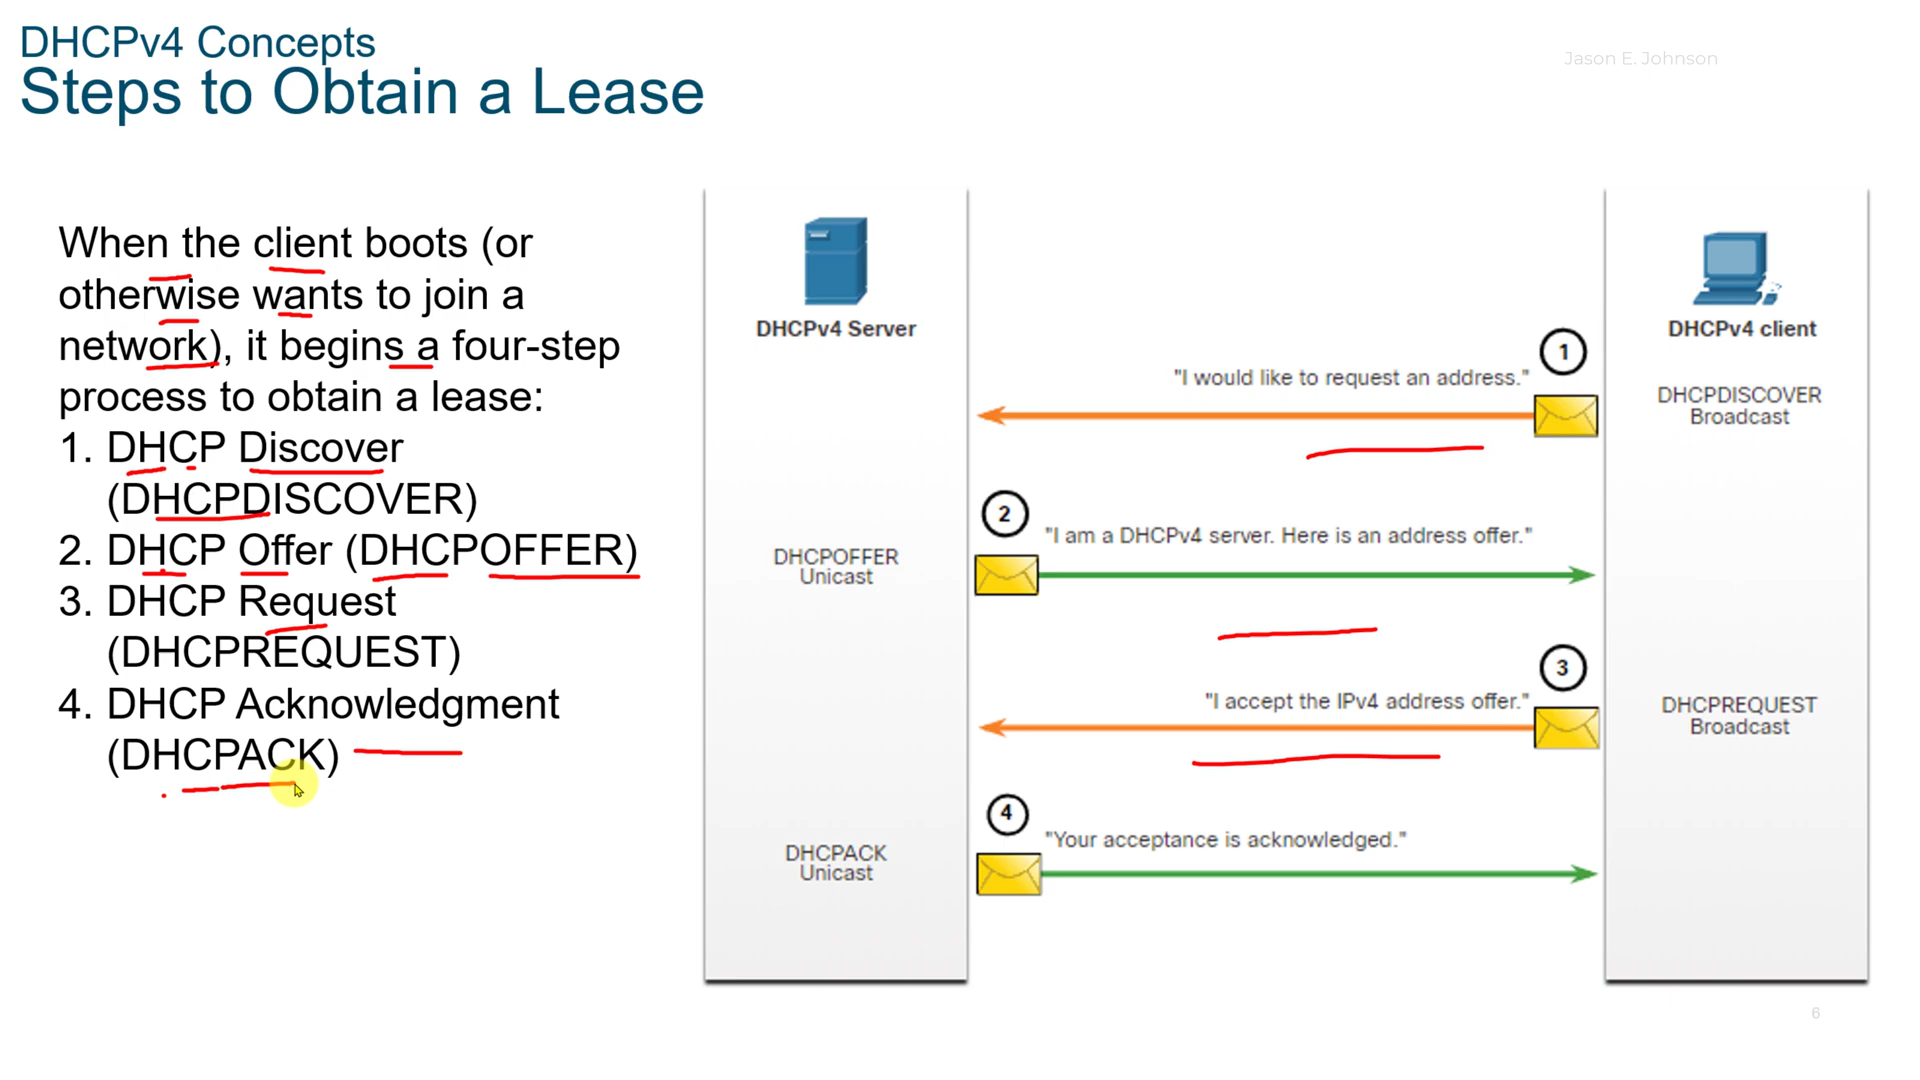 DHCPv4 Concepts
Steps to Obtain a Lease
Jason E. Johnson
When the client boots (or
otherwise wants to join a
network), it begins a four-step
process to obtain a lease:
1. DHCP Discover
(DHCPDISCOVER)
2. DHCP Offer (DHCPOFFER)
3. DHCP Request
(DHCPREQUEST)
4. DHCP Acknowledgment
(DHCPACK)
DHCPv4 Server
DHCPv4 client
1
"I would like to request an address."
DHCPDISCOVER
Broadcast
2
"I am a DHCPv4 server. Here is an address offer."
DHCPOFFER
Unicast
3
"I accept the IPv4 address offer."
DHCPREQUEST
Broadcast
4
"Your acceptance is acknowledged."
DHCPACK
Unicast
6